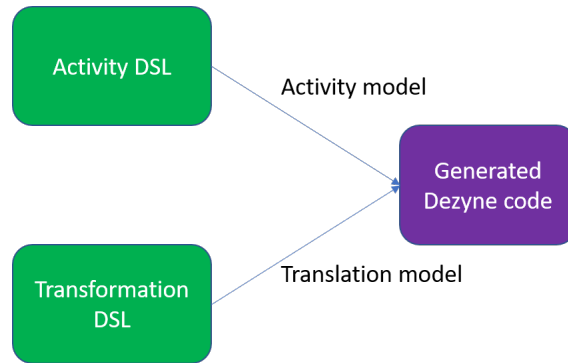 Activity DSL
Activity model
Generated
Dezyne code
Translation model
Transformation
DSL